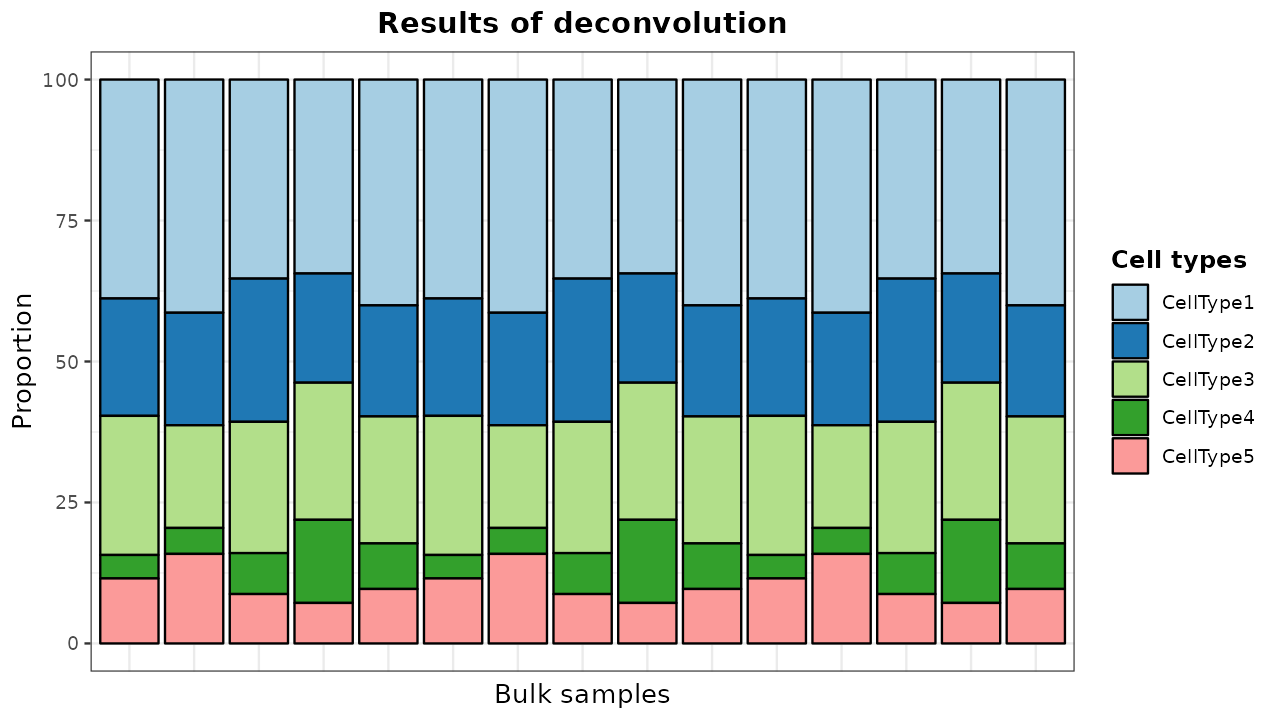 Results of deconvolution
Proportion
100
75
50
25
0
Bulk samples
Cell types
CellType1
CellType2
CellType3
CellType4
CellType5